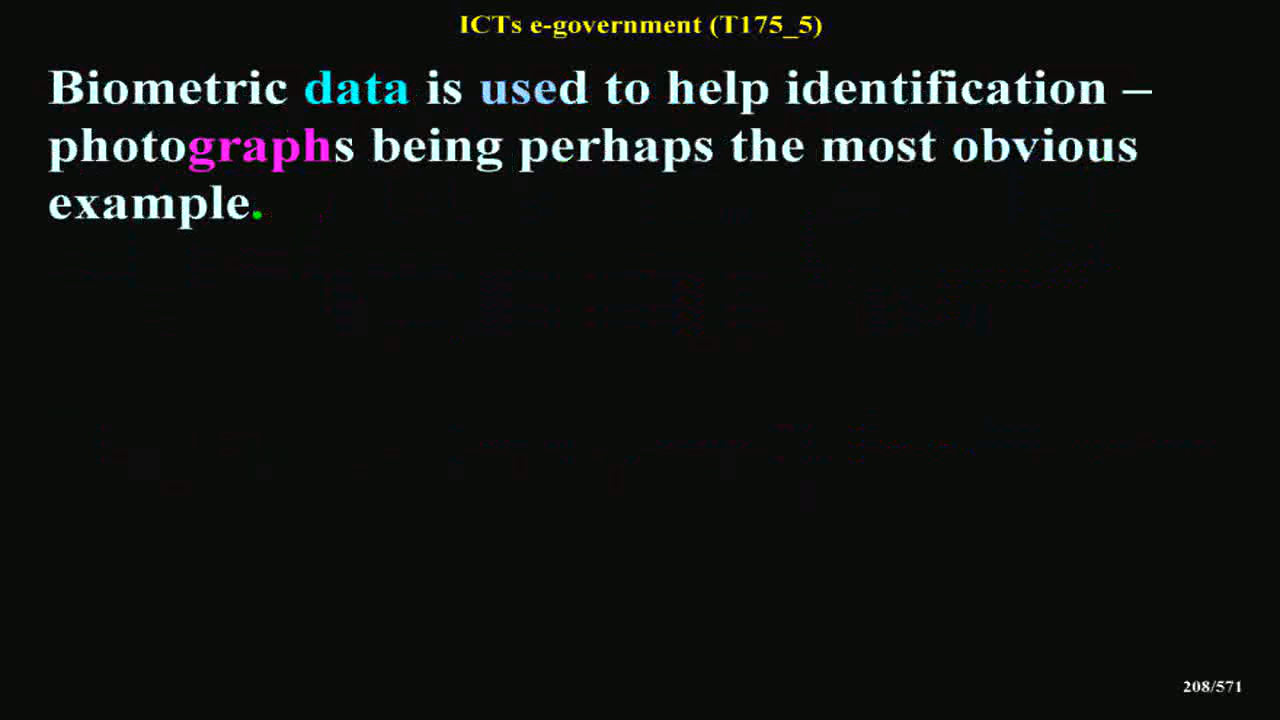 ICTs e-government (T175_5)
Biometric data is used to help identification –
photographs being perhaps the most obvious
example.
208/571